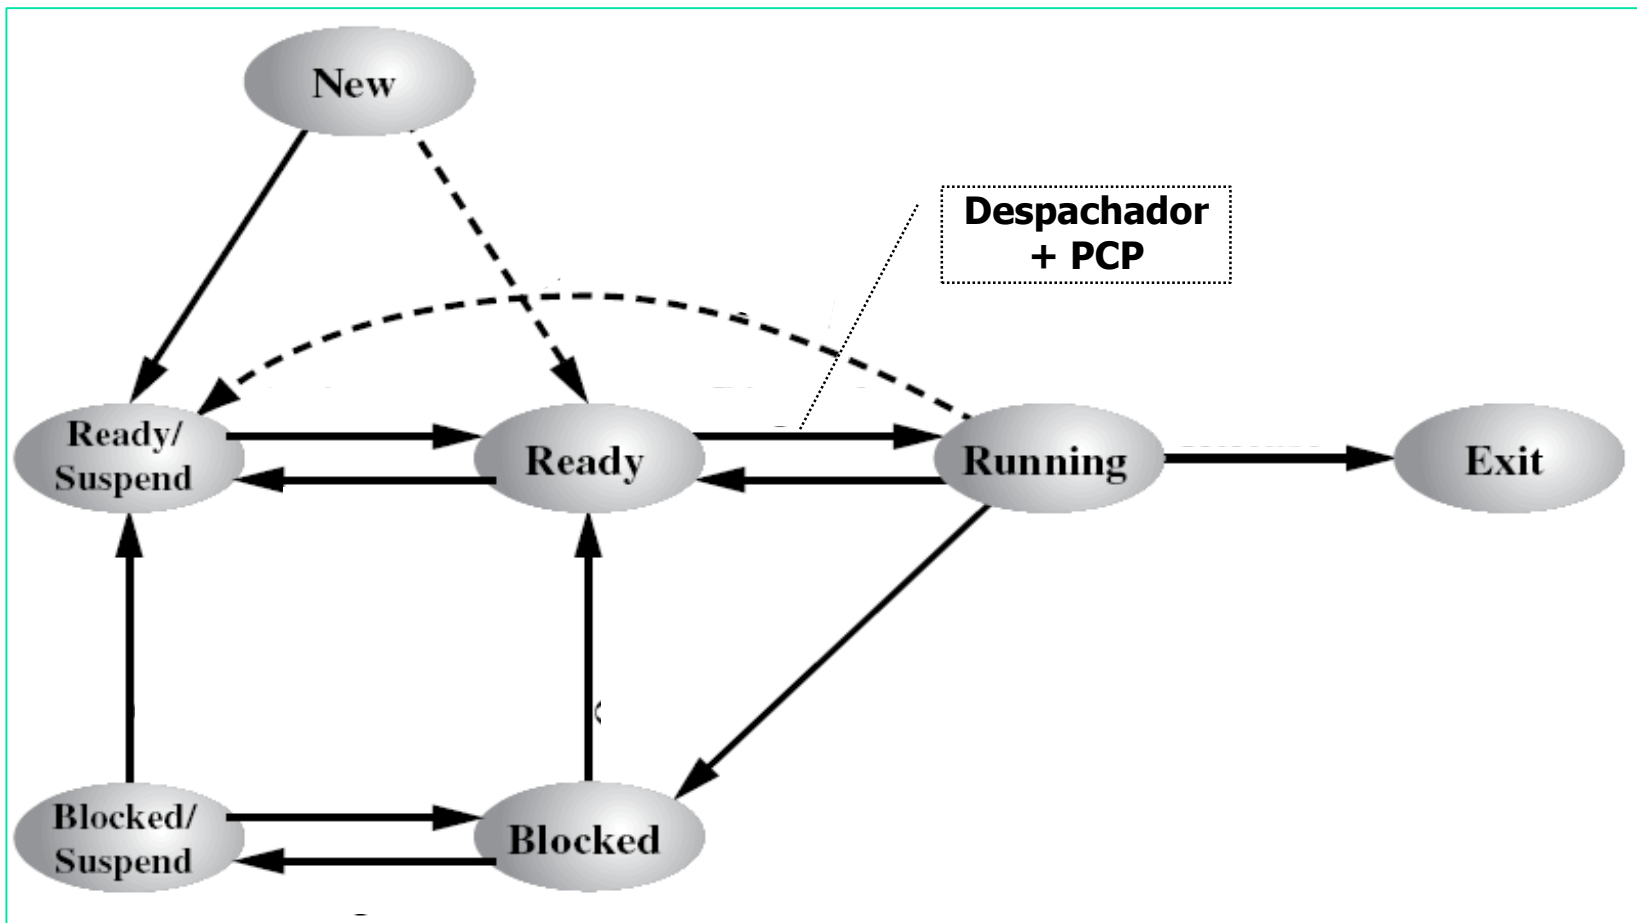 New
Despachador
+ PCP
Ready/
Suspend
Ready
Running
Exit
Blocked/
Suspend
Blocked